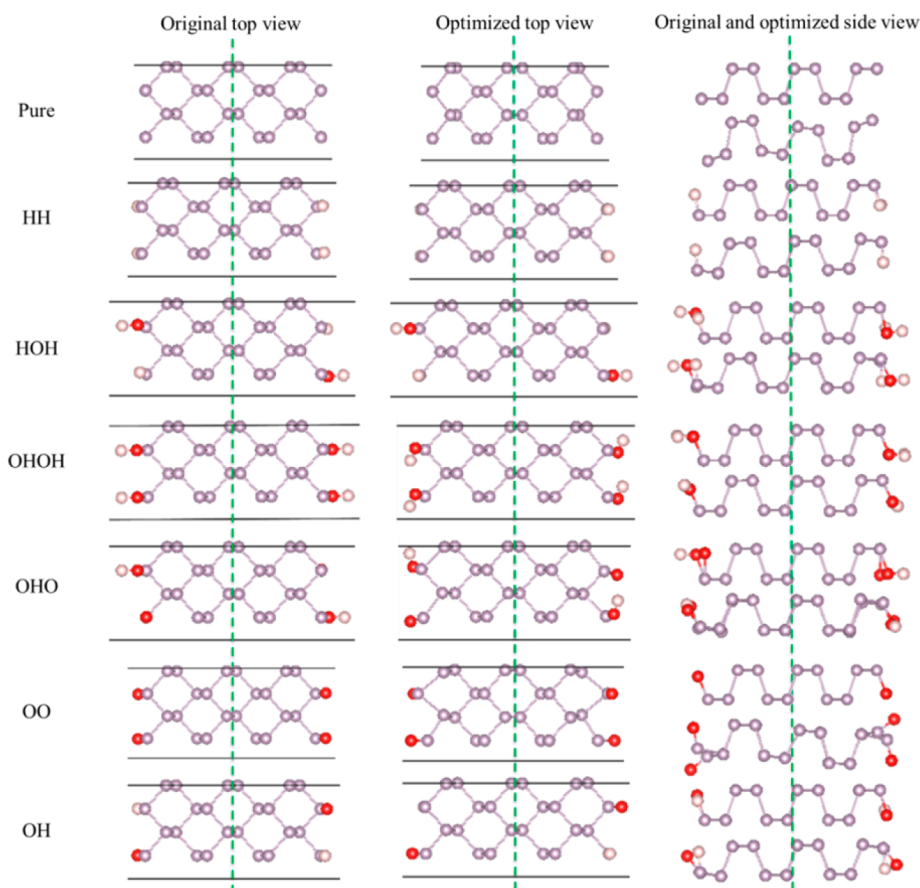 Original top view
Optimized top view
Original and optimized side view
Pure
HH
HOH
OHOH
OHO
OO
OH